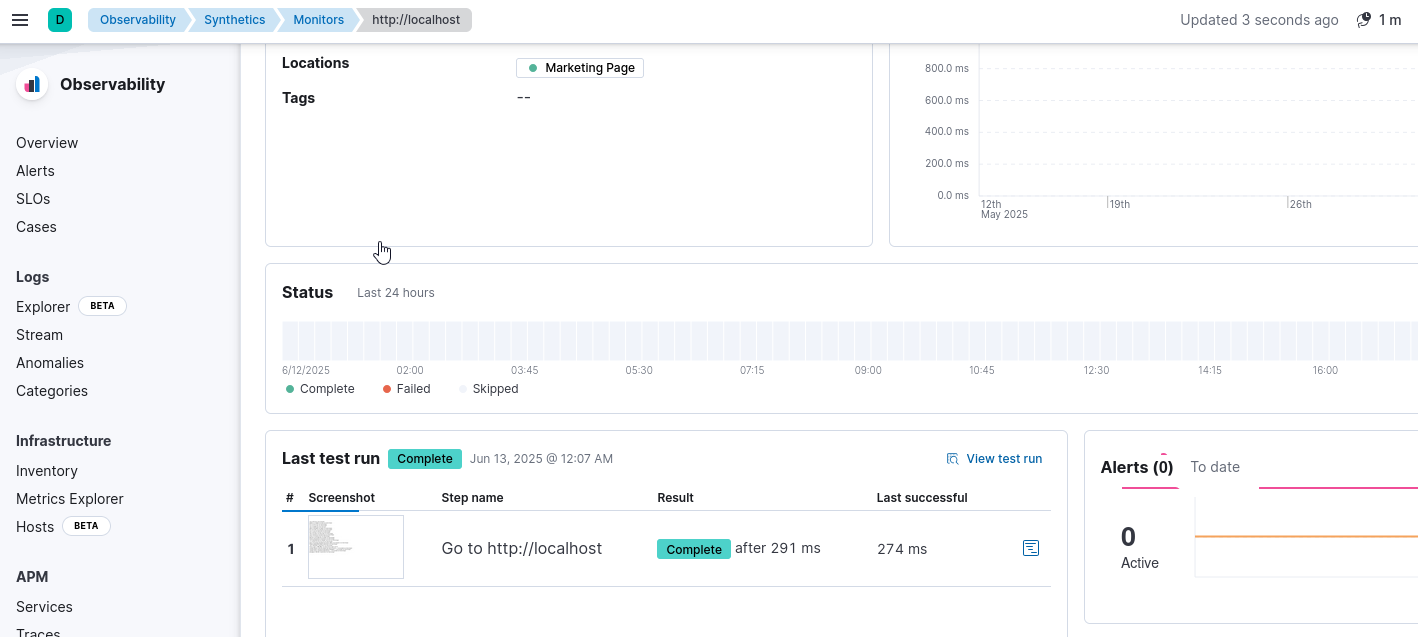 D Observability Synthetics Monitors http://localhost Updated 3 seconds ago 1 m
Observability
Overview
Alerts
SLOs
Cases
Logs
Explorer BETA
Stream
Anomalies
Categories
Infrastructure
Inventory
Metrics Explorer
Hosts BETA
APM
Services
Traces
Locations Marketing Page
Tags --
800.0 ms
600.0 ms
400.0 ms
200.0 ms
0.0 ms
12th 19th 26th
May 2025
Status Last 24 hours
6/12/2025 02:00 03:45 05:30 07:15 09:00 10:45 12:30 14:15 16:00
Complete Failed Skipped
Last test run Complete Jun 13, 2025 @ 12:07 AM View test run
# Screenshot Step name Result Last successful
1 Go to http://localhost Complete after 291 ms 274 ms
Alerts (0) To date
0
Active